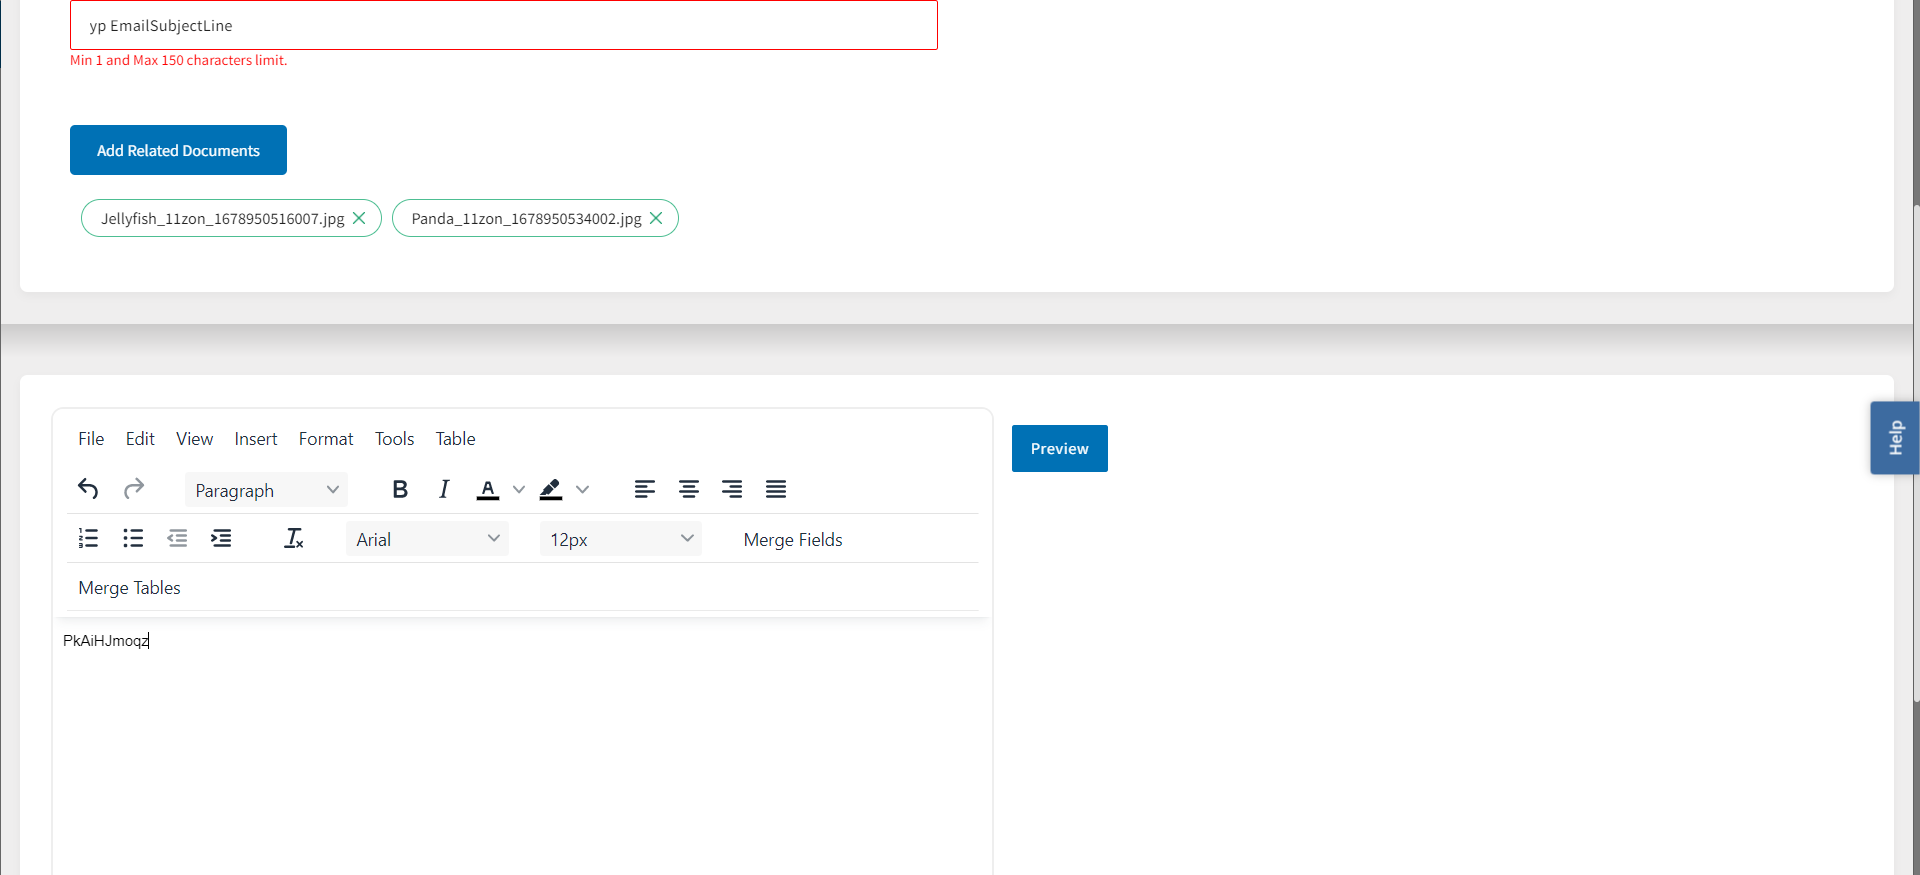 yp EmailSubjectLine
Min 1 and Max 150 characters limit.
Add Related Documents
Jellyfish_11zon_1678950516007.jpg Panda_11zon_1678950534002.jpg
File Edit View Insert Format Tools Table
Preview
Help
Paragraph B I A
Arial 12px Merge Fields
Merge Tables
PkAiHJmoqz